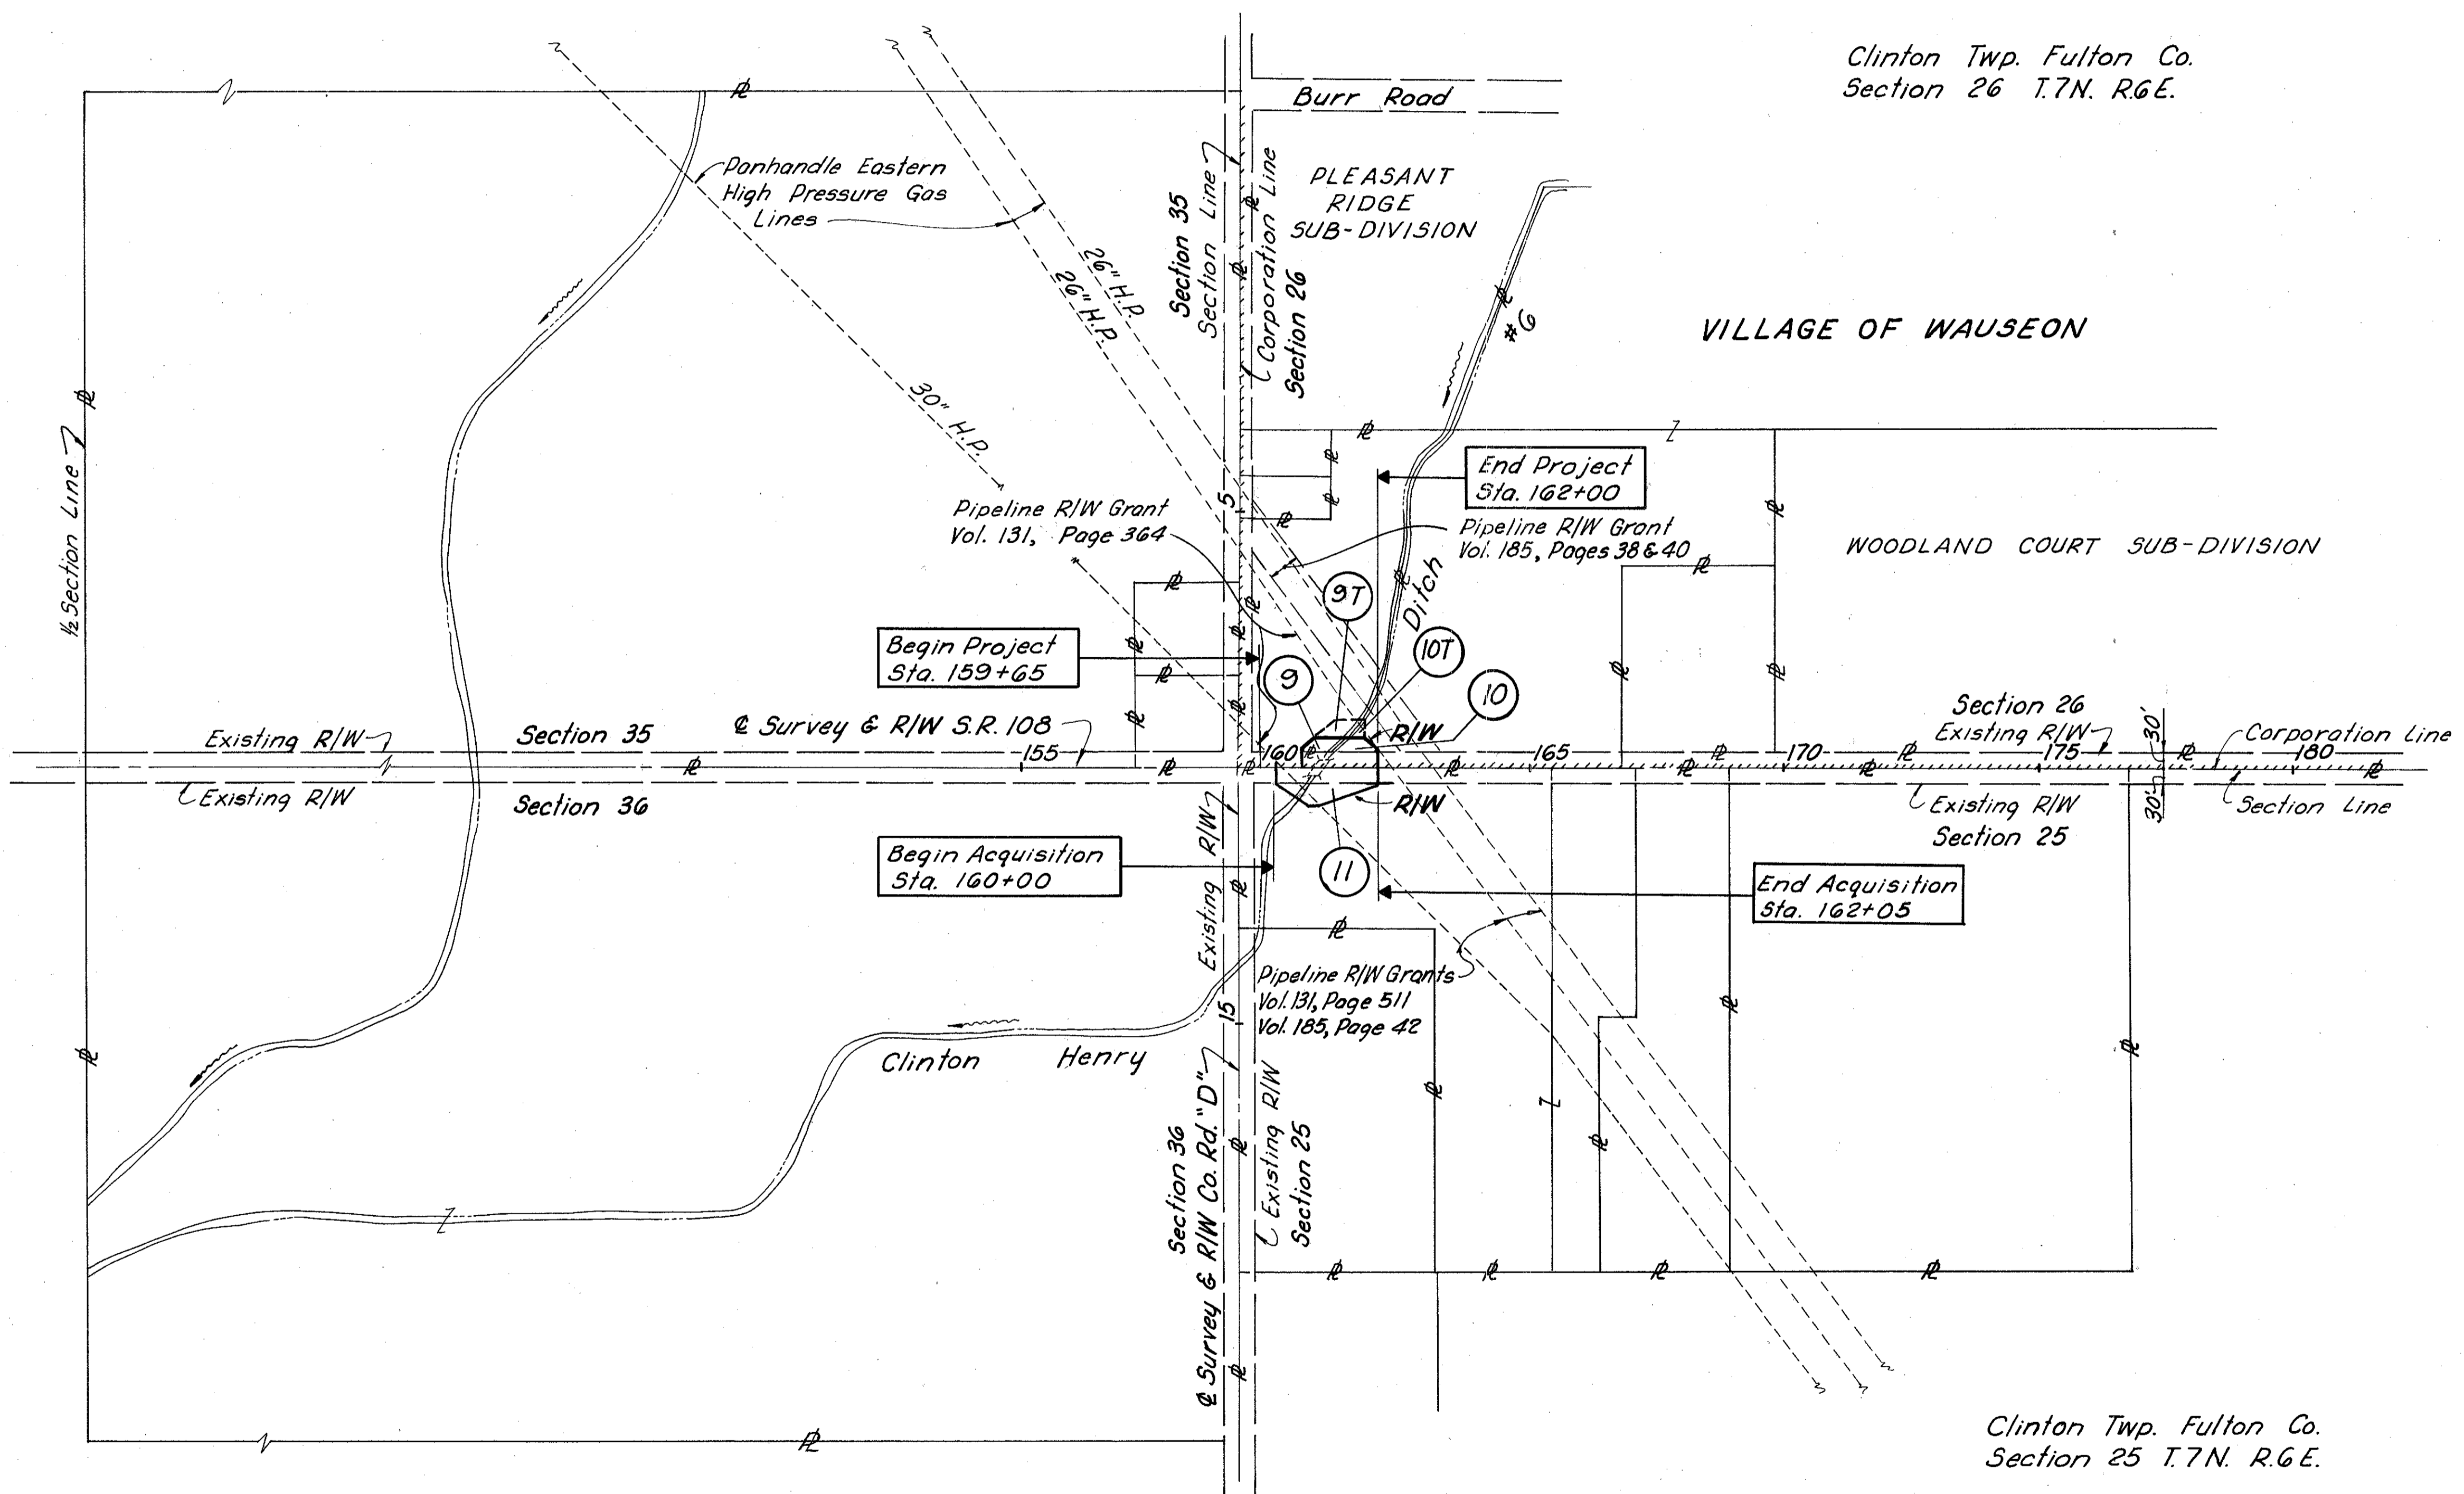 Clinton Twp. Fulton Co.
Section 26 T.7N. R.6E.
Burr Road
Panhandle Eastern
High Pressure Gas
Lines
PLEASANT
RIDGE
SUB-DIVISION
Section 35
Section Line
Corporation Line
Section 26
26" H.P.
26" H.P.
30" H.P.
#6
VILLAGE OF WAUSEON
½ Section Line
End Project
Sta. 162+00
5
Pipeline R/W Grant
Vol. 131, Page 364
Pipeline R/W Grant
Vol. 185, Pages 38 & 40
WOODLAND COURT SUB-DIVISION
Ditch
9T
10T
9
10
Begin Project
Sta. 159+65
℄ Survey & R/W S.R. 108
Existing R/W
Section 35
155
160
R/W
165
170
175
180
Section 26
Existing R/W
30'
30'
Corporation Line
Existing R/W
Section 36
R/W
Existing R/W
Section 25
Section Line
Begin Acquisition
Sta. 160+00
Existing R/W
11
End Acquisition
Sta. 162+05
Pipeline R/W Grants
Vol. 131, Page 511
Vol. 185, Page 42
15
Clinton Henry
Section 36
℄ Survey & R/W Co. Rd. "D"
Existing R/W
Section 25
Clinton Twp. Fulton Co.
Section 25 T.7N. R.6E.